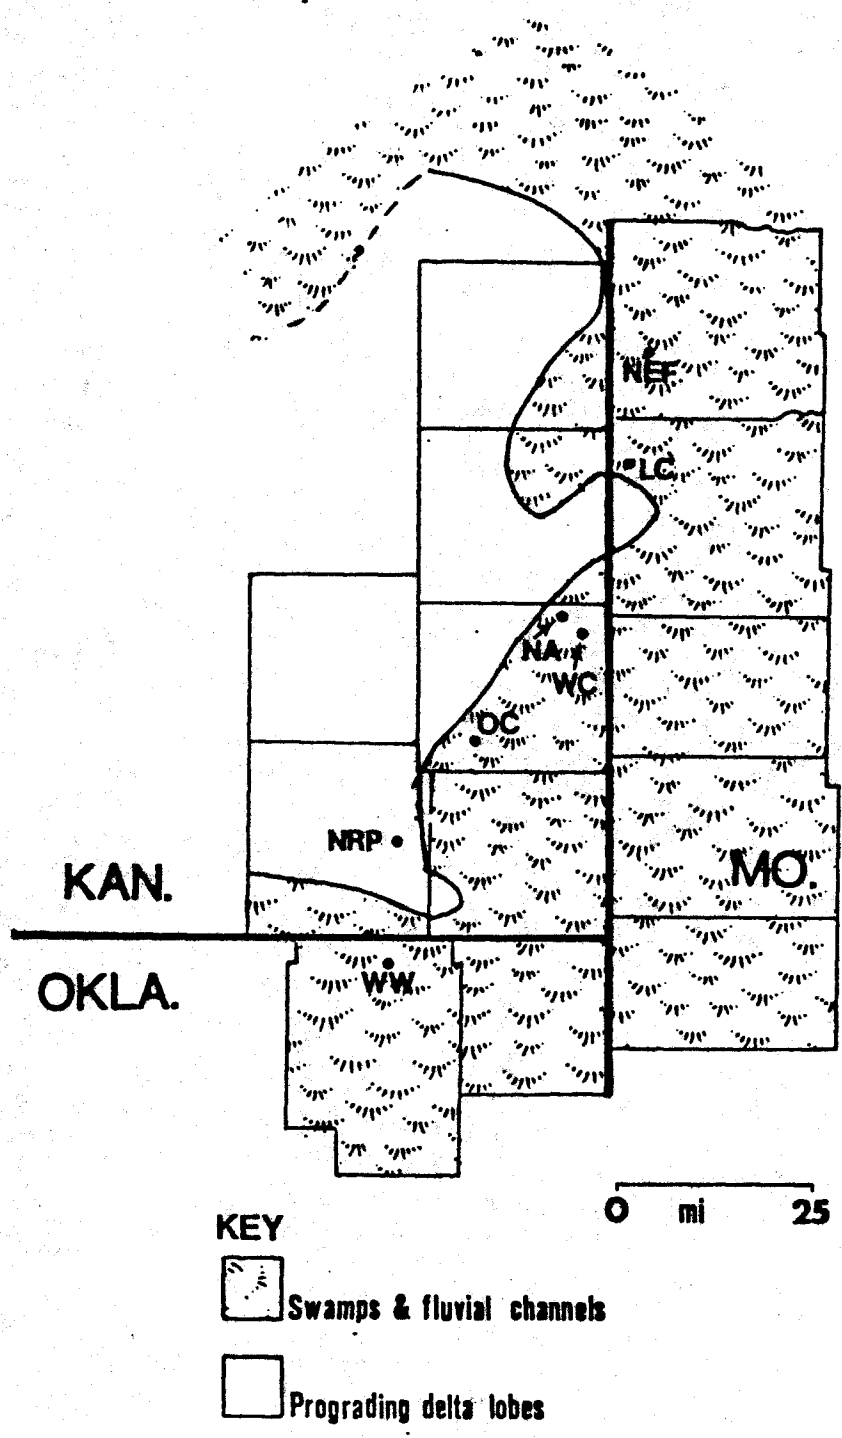 NEF
LC
NA
WC
OC
NRP
KAN.
MO.
OKLA.
WW
0 mi 25
KEY
Swamps & fluvial channels
Prograding delta lobes